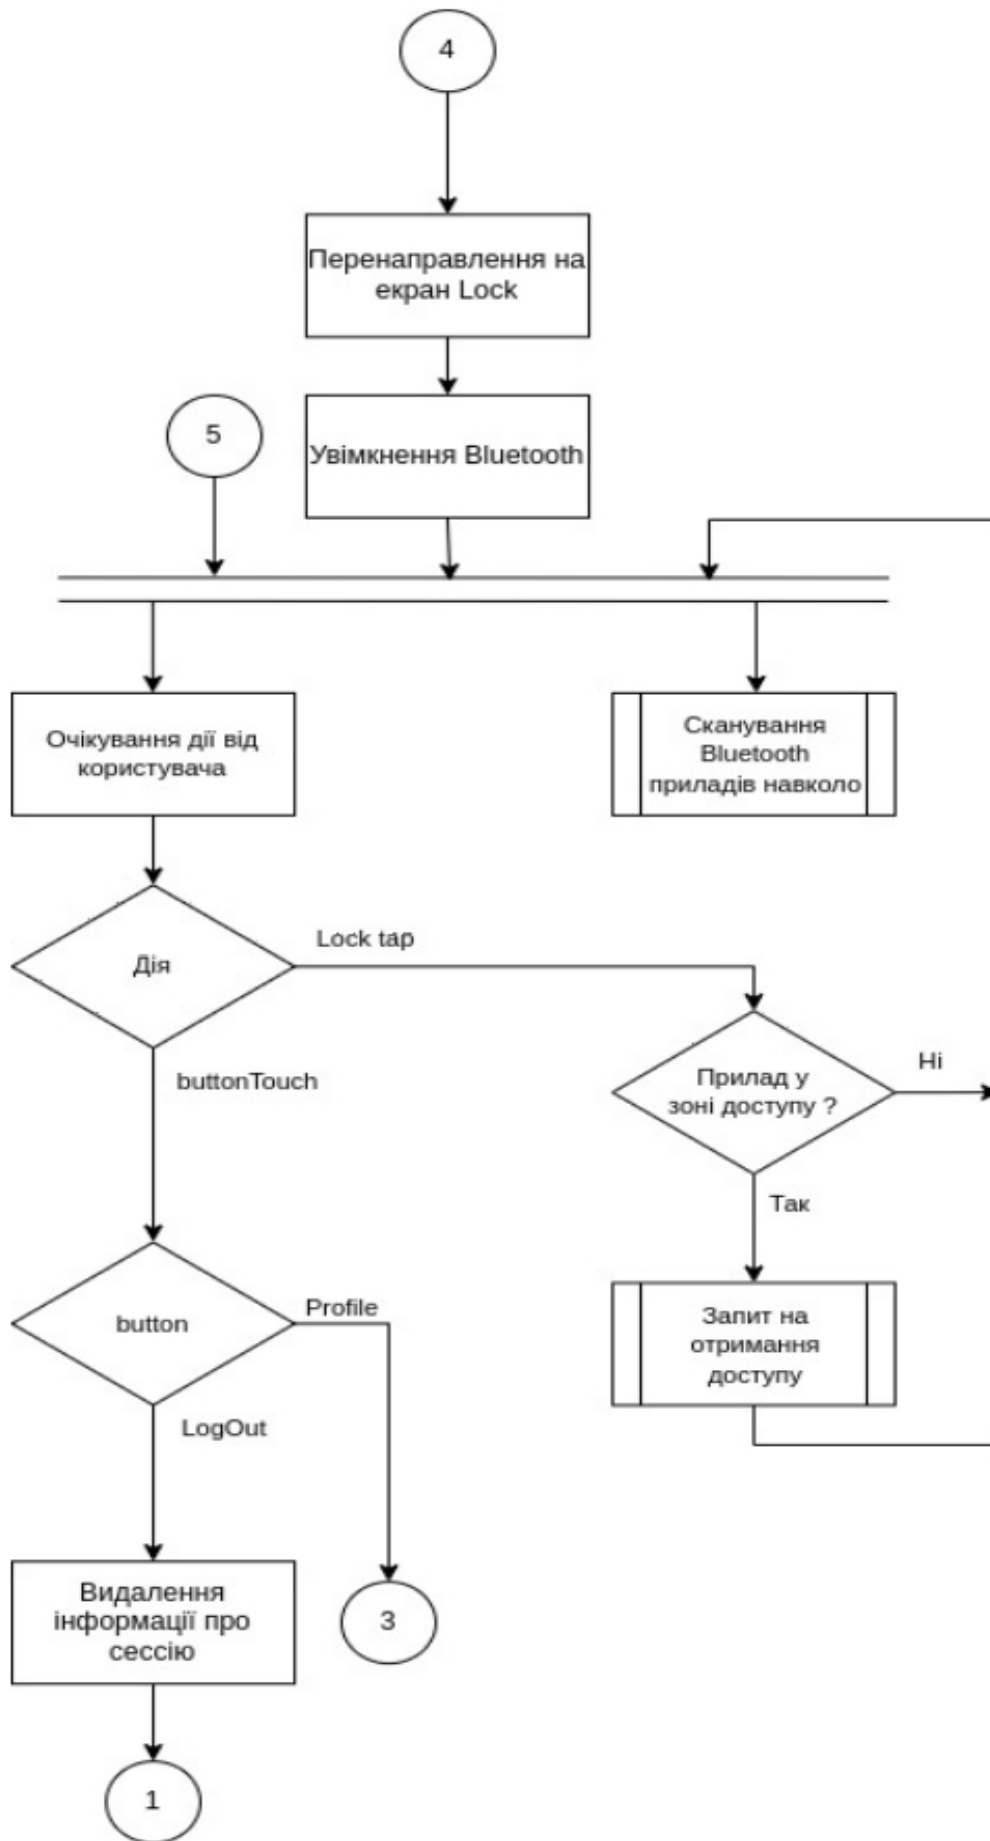 4
Перенаправлення на
екран Lock
5
Увімкнення Bluetooth
Очікування дії від
користувача
Сканування
Bluetooth
приладів навколо
Дія
Lock tap
buttonTouch
Прилад у
зоні доступу ?
Ні
Так
button
Profile
LogOut
Запит на
отримання
доступу
Видалення
інформації про
сессію
3
1